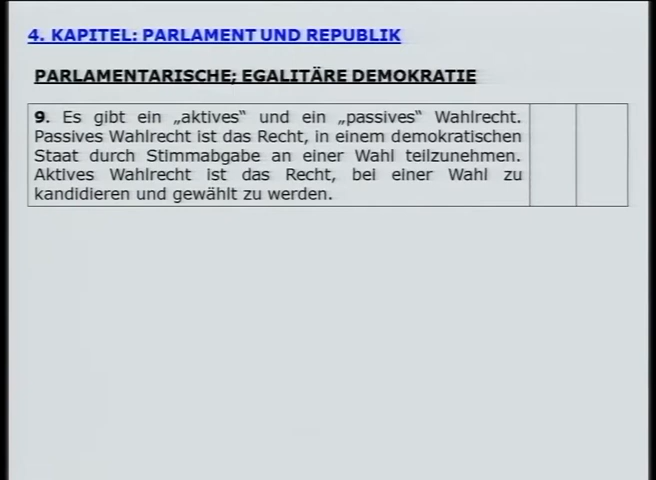 4. KAPITEL: PARLAMENT UND REPUBLIK
PARLAMENTARISCHE; EGALITÄRE DEMOKRATIE
9. Es gibt ein „aktives“ und ein „passives“ Wahlrecht.
Passives Wahlrecht ist das Recht, in einem demokratischen
Staat durch Stimmabgabe an einer Wahl teilzunehmen.
Aktives Wahlrecht ist das Recht, bei einer Wahl zu
kandidieren und gewählt zu werden.